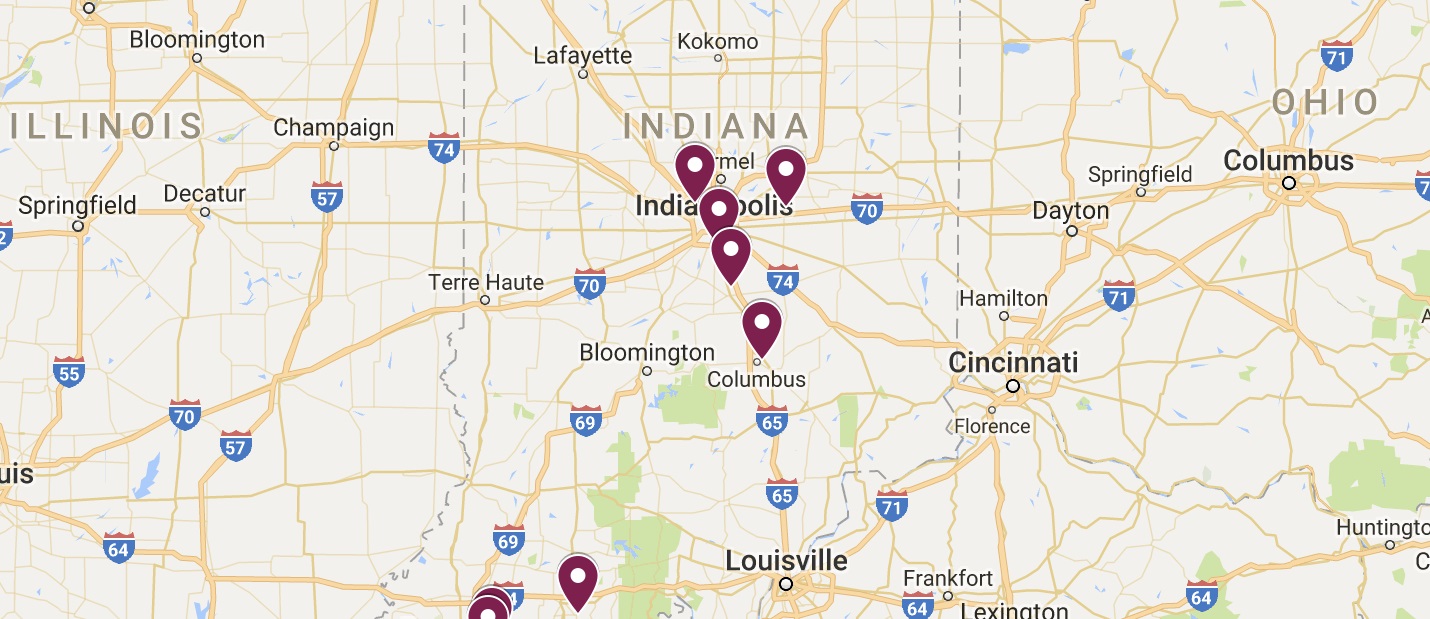 Bloomington
Lafayette
Kokomo
71
ILLINOIS
INDIANA
OHIO
Champaign
74
rmel
Columbus
Springfield
Decatur
57
Springfield
70
Dayton
Terre Haute
70
74
Hamilton
71
Bloomington
Columbus
Cincinnati
55
70
57
69
65
Florence
uis
65
71
64
69
Louisville
Frankfort
64
64
Lexington
Huntingto